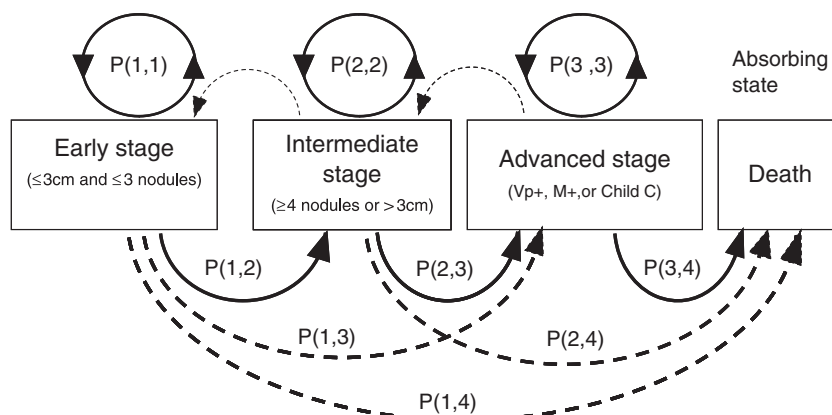 P(1,1)
P(2,2)
P(3 ,3)
Absorbing
state
Early stage
(≤3cm and ≤3 nodules)
Intermediate
stage
(≥4 nodules or >3cm)
Advanced stage
(Vp+, M+,or Child C)
Death
P(1,2)
P(2,3)
P(3,4)
P(1,3)
P(2,4)
P(1,4)